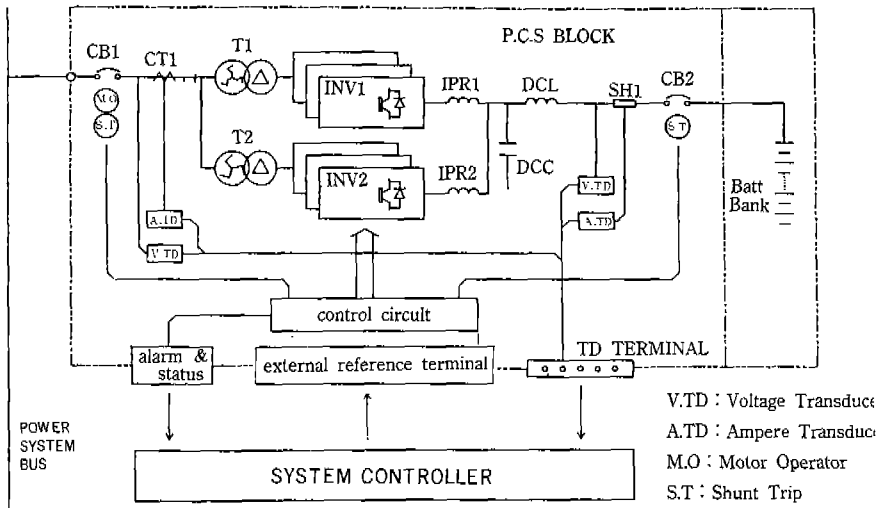 P.C.S BLOCK
CB1
CT1
T1
INV1
IPR1
DCL
SH1
CB2
M.O
S.T
S.T
T2
INV2
IPR2
DCC
V.TD
A.TD
Batt
Bank
A.TD
V.TD
control circuit
alarm &
status
external reference terminal
TD TERMINAL
POWER
SYSTEM
BUS
SYSTEM CONTROLLER
V.TD : Voltage Transduce
A.TD : Ampere Transduc
M.O : Motor Operator
S.T : Shunt Trip